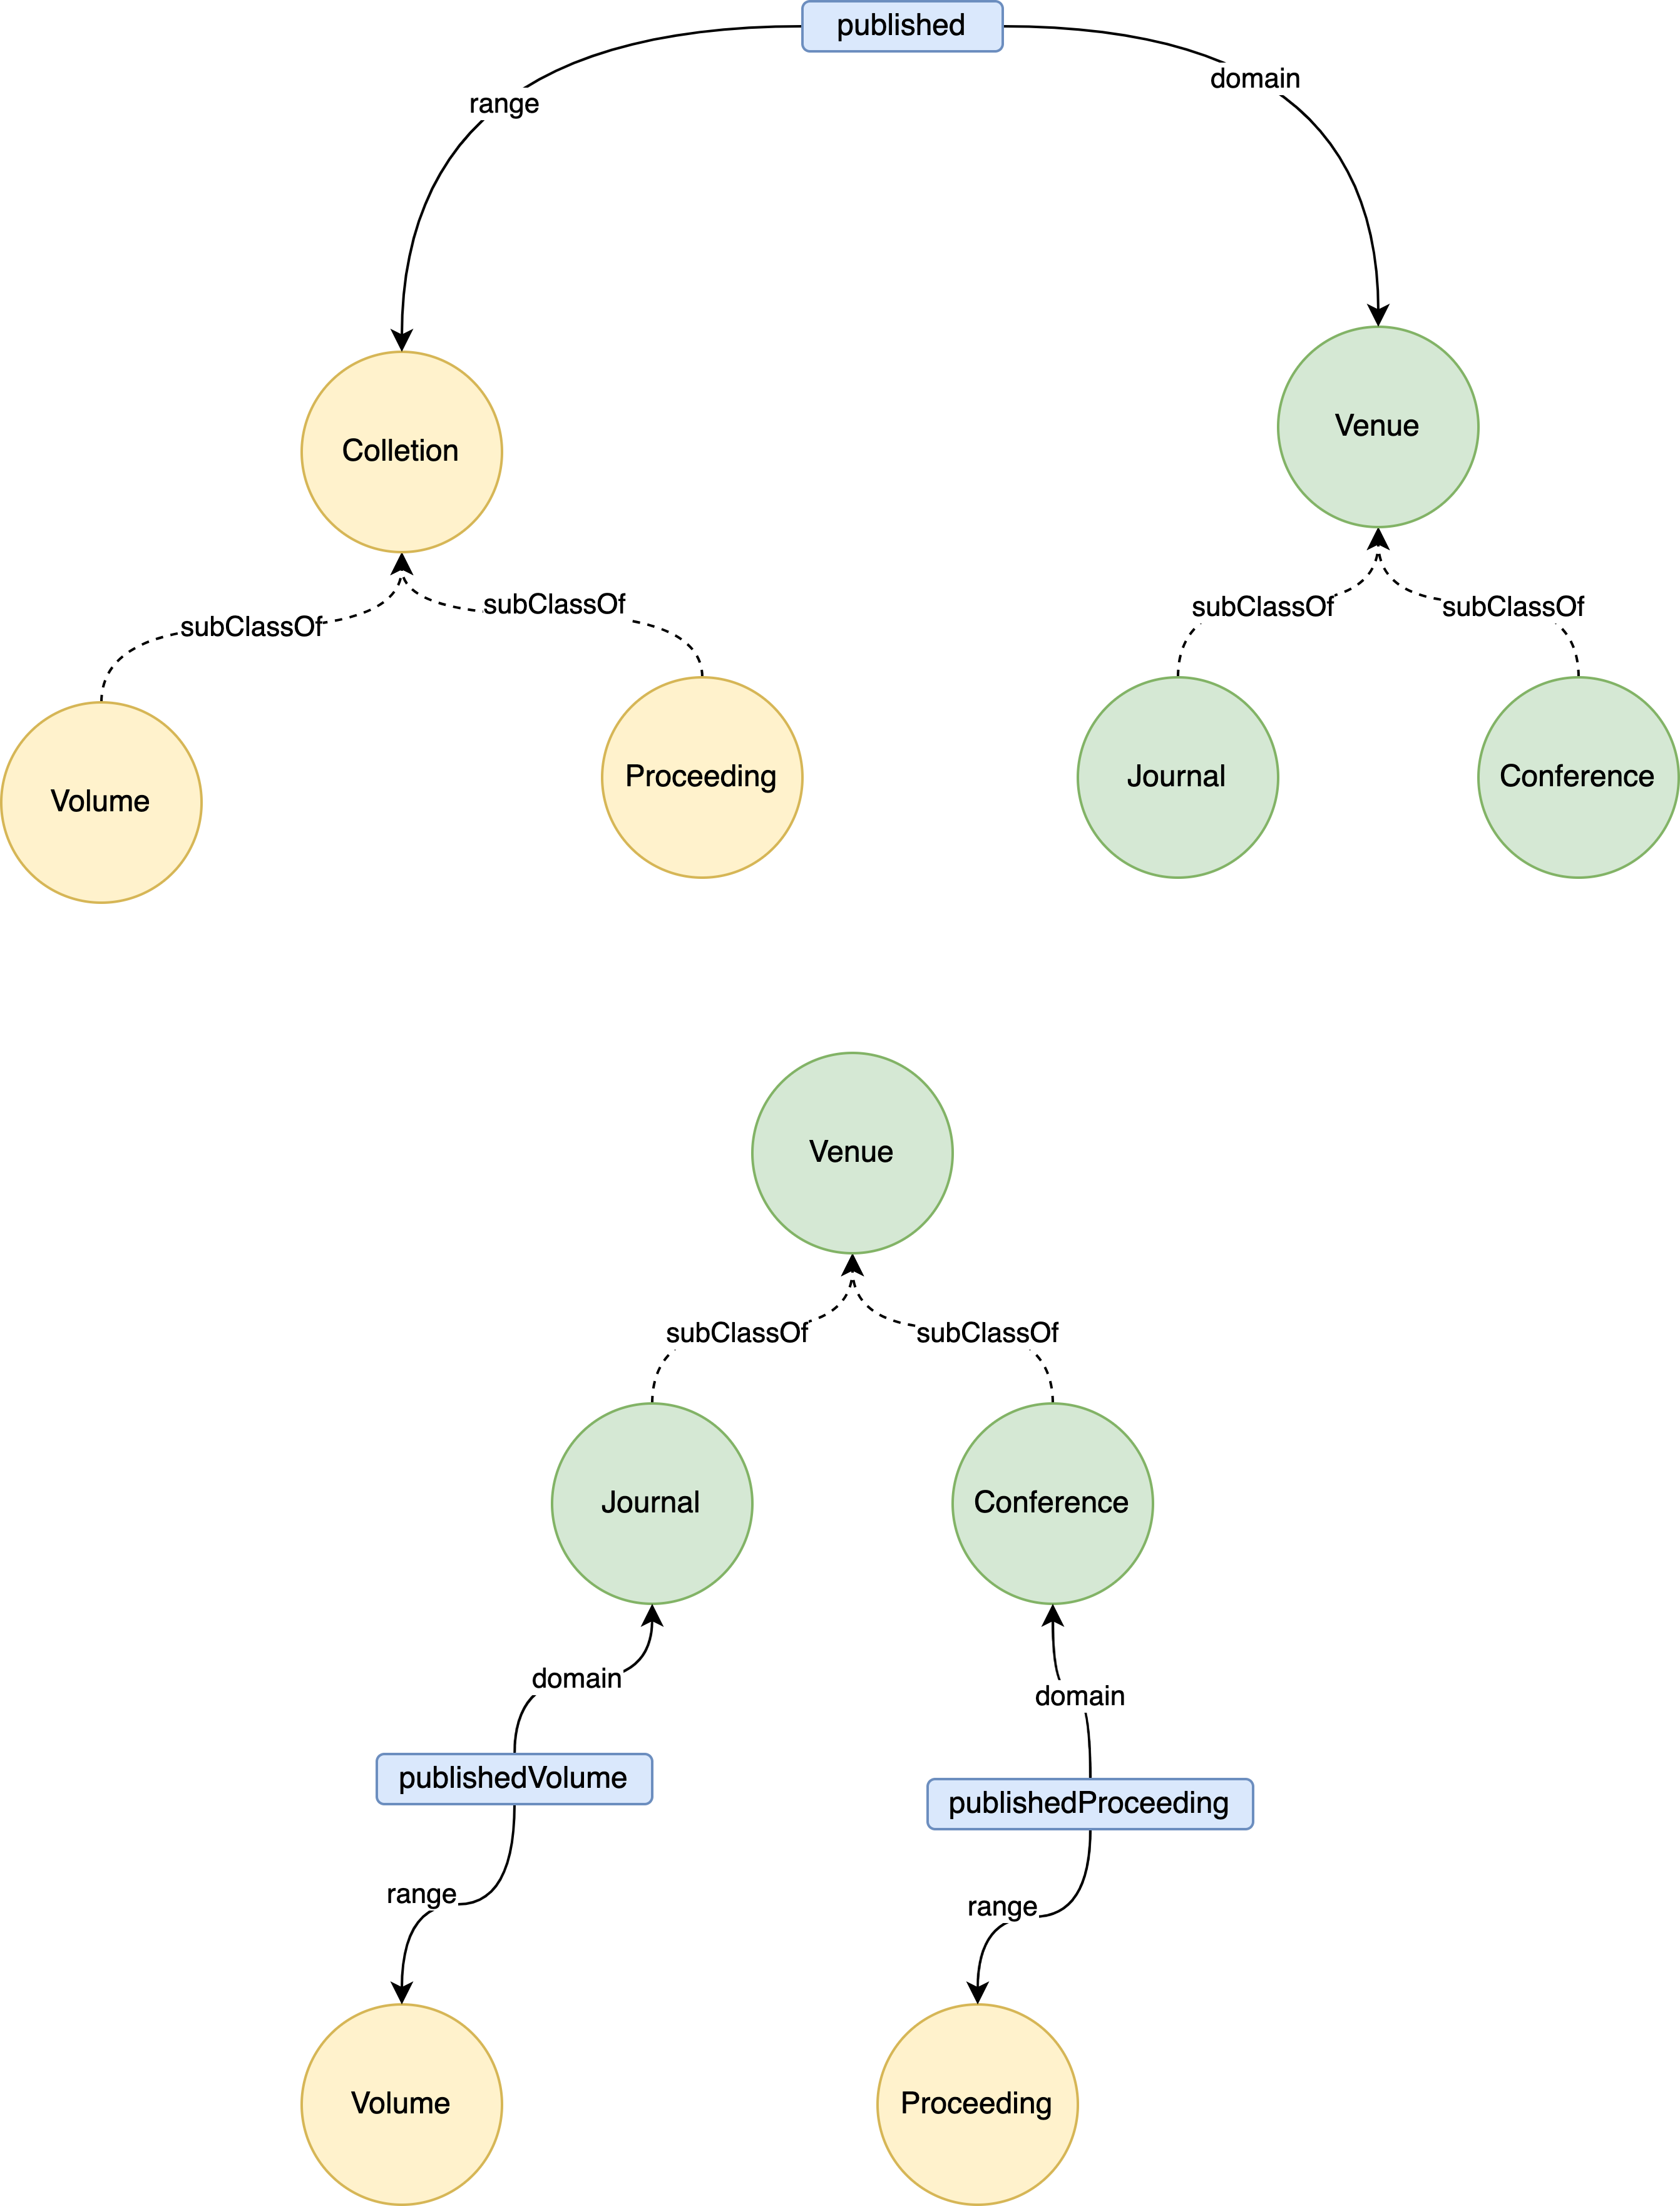 published
domain
range
Venue
Colletion
subClassOf
subClassOf
subClassOf
subClassOf
Volume
Proceeding
Journal
Conference
Venue
subClassOf
subClassOf
Journal
Conference
domain
domain
publishedVolume
publishedProceeding
range
range
Volume
Proceeding